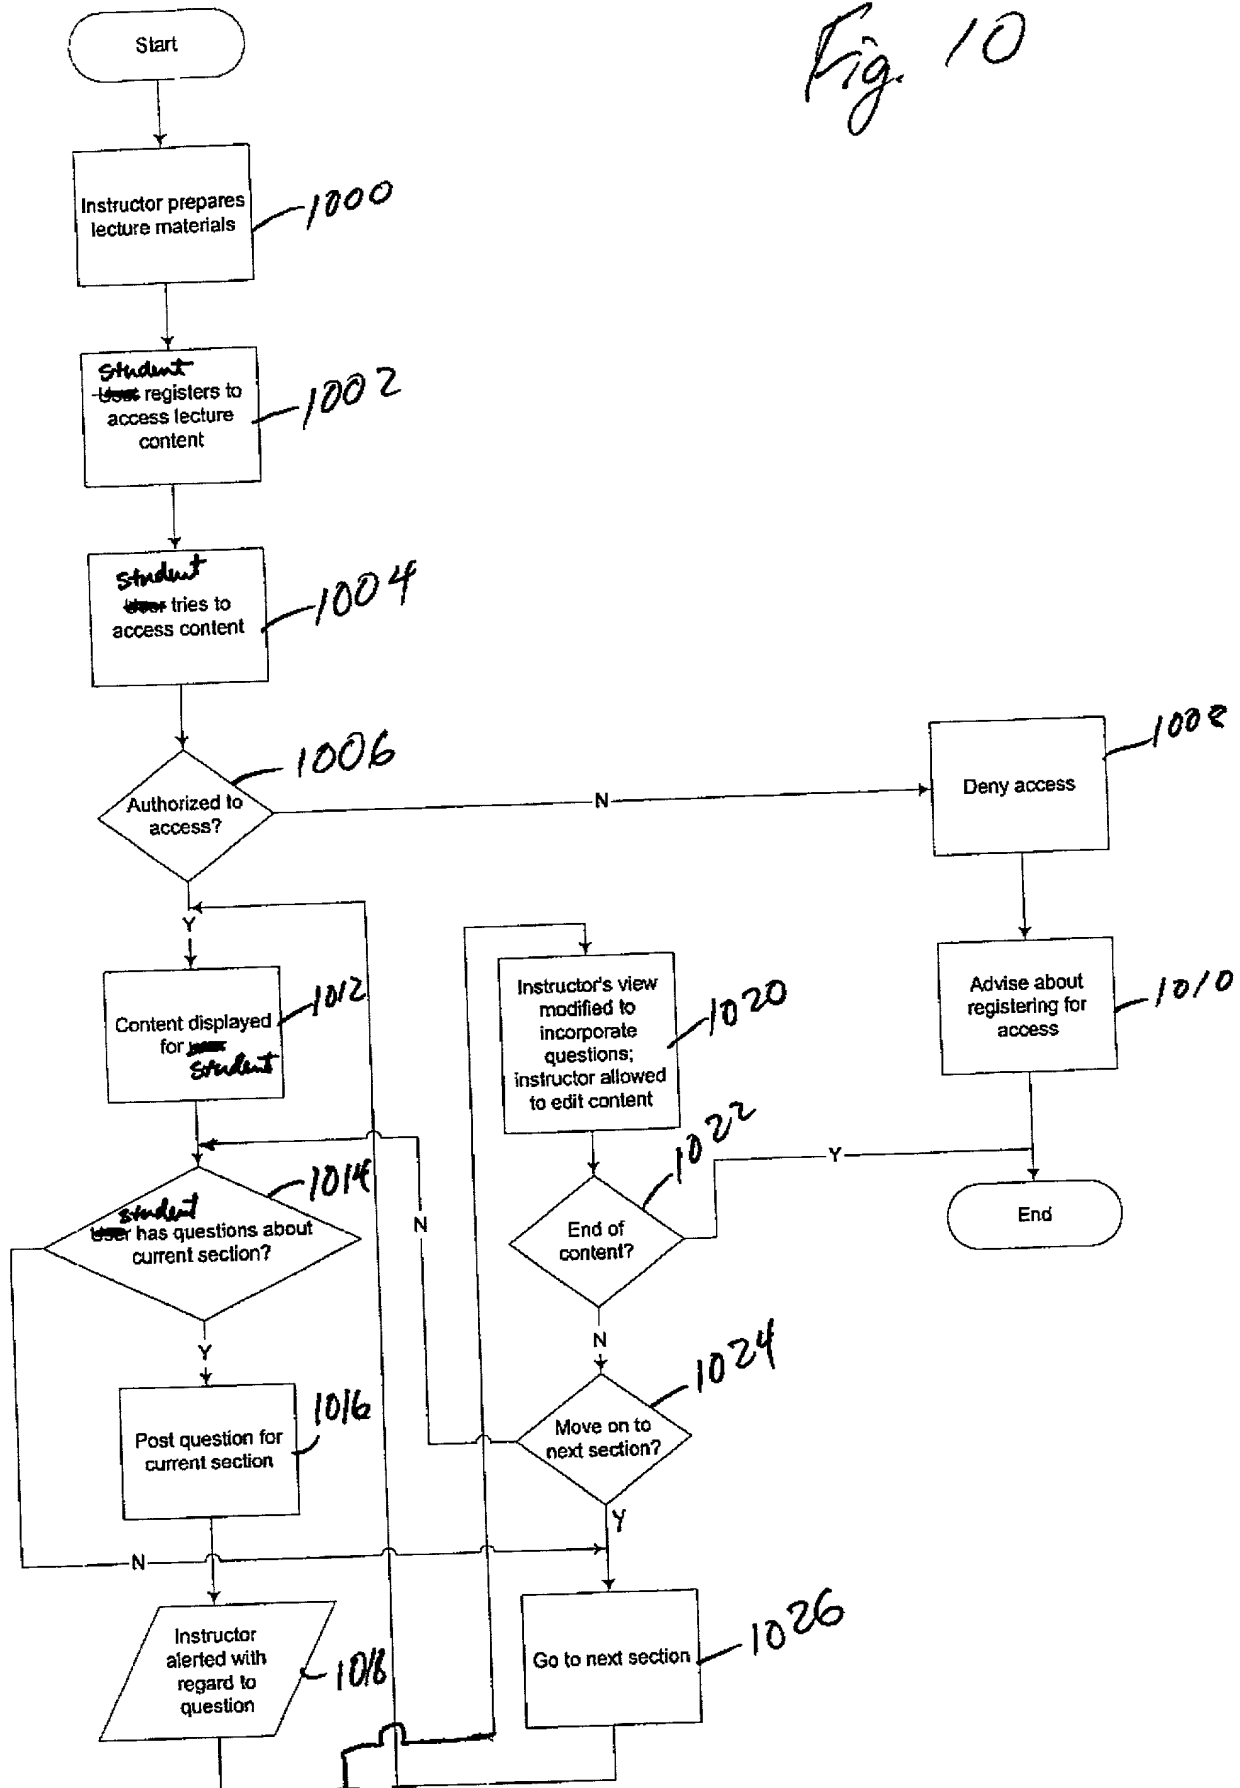 Fig. 10
Start
Instructor prepares
lecture materials
1000
Student
User registers to
access lecture
content
1002
Student
User tries to
access content
1004
Authorized to
access?
1006
N
Deny access
1008
Y
Advise about
registering for
access
1010
Content displayed
for user
Student
1012
Instructor's view
modified to
incorporate
questions;
instructor allowed
to edit content
1020
Student
User has questions about
current section?
1014
N
End of
content?
1022
Y
End
Y
N
Post question for
current section
1016
Move on to
next section?
1024
Y
N
Instructor
alerted with
regard to
question
1018
Go to next section
1026